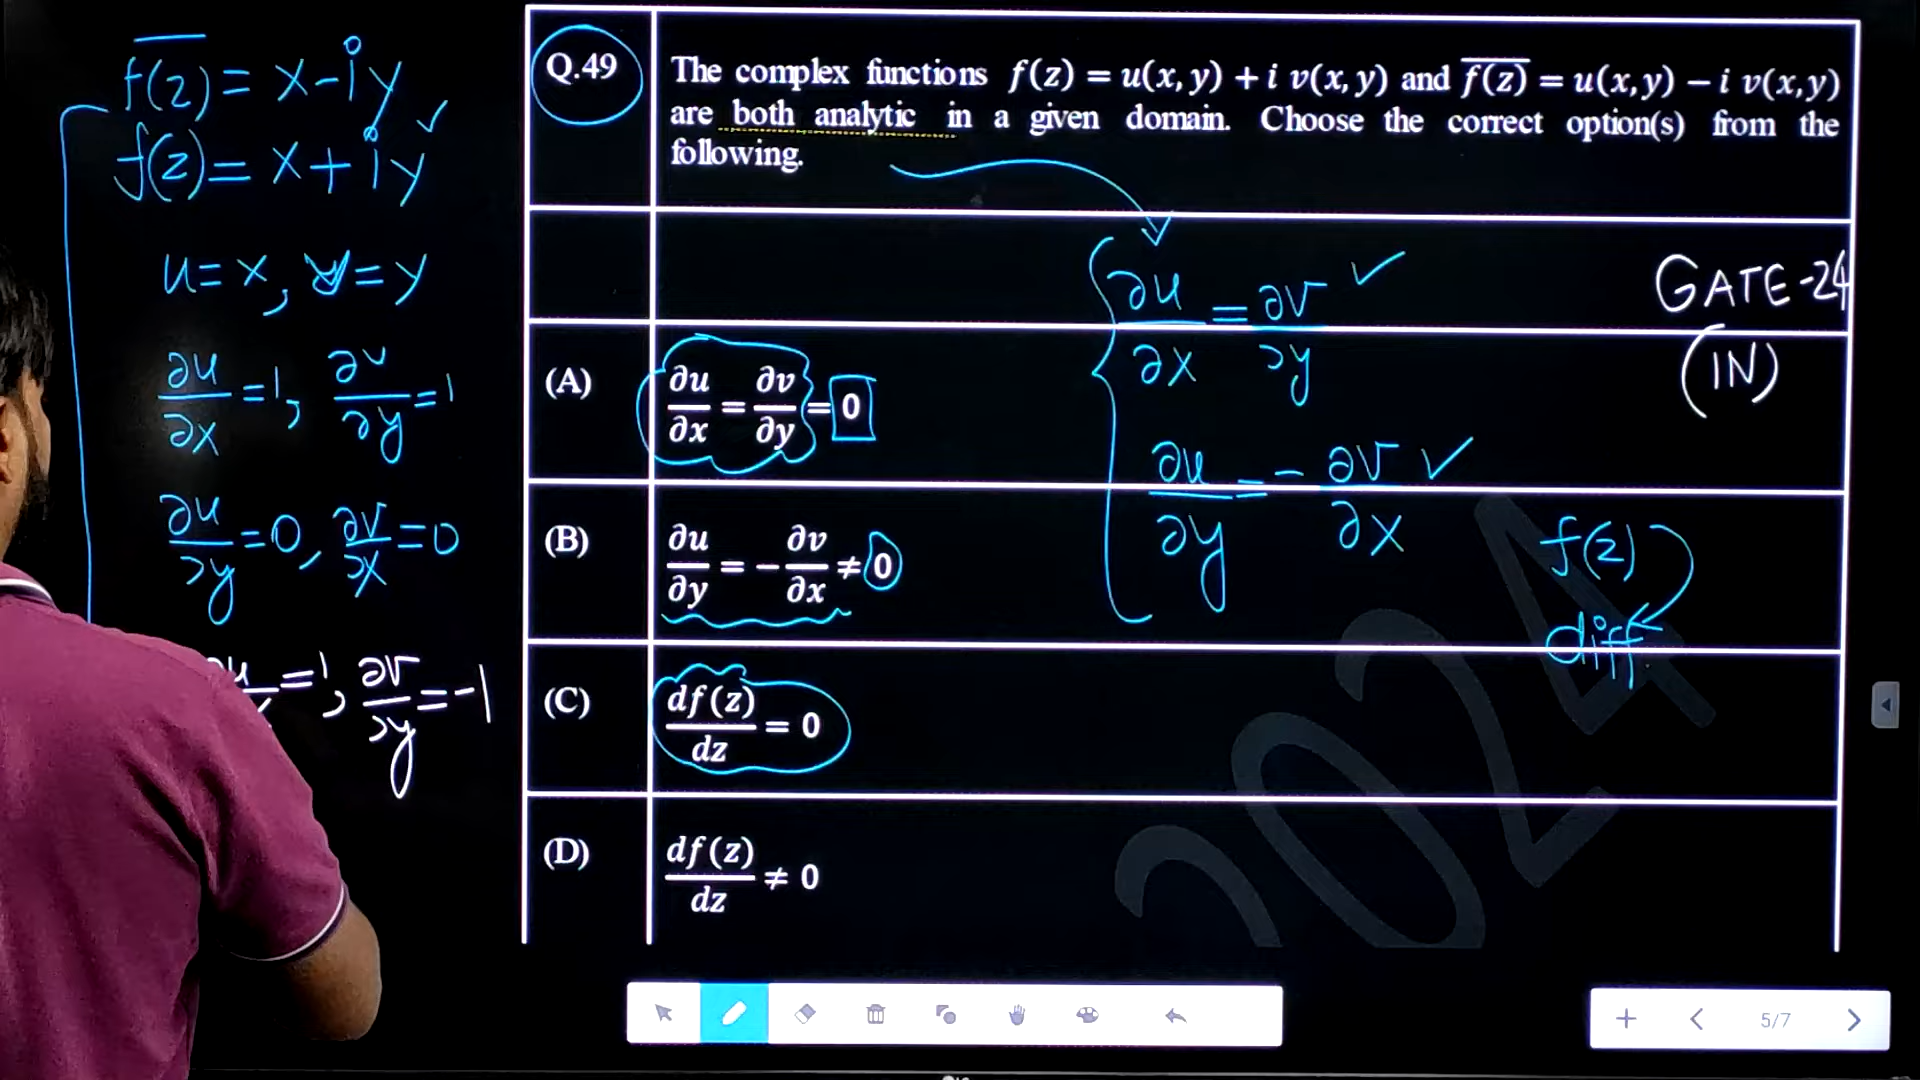 f(z) = x-iy
f(z) = x+iy ✓
u=x, v=y
∂u/∂x =1, ∂v/∂y =1
∂u/∂y =0, ∂v/∂x =0
=1, ∂v/∂y =-1
Q.49
The complex functions f(z) = u(x, y) + i v(x, y) and f(z)‾ = u(x,y) − i v(x,y)
are both analytic in a given domain. Choose the correct option(s) from the
following.
∂u/∂x = ∂v/∂y ✓
∂u/∂y = - ∂v/∂x ✓
GATE-24
(IN)
f(z)
diff
(A) ∂u/∂x = ∂v/∂y = 0
(B) ∂u/∂y = −∂v/∂x ≠ 0
(C) df(z)/dz = 0
(D) df(z)/dz ≠ 0
2024
5/7